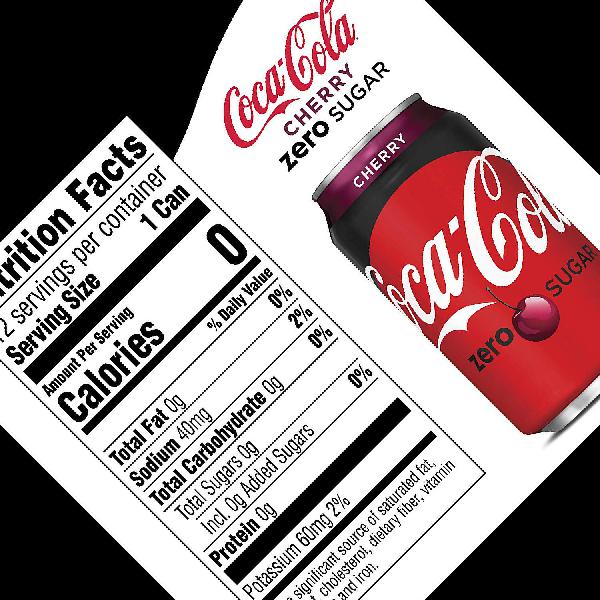 Coca-Cola
CHERRY
zero SUGAR
CHERRY
Coca-Cola
zero SUGAR
trition Facts
2 servings per container
Serving Size 1 Can
Amount Per Serving
Calories 0
% Daily Value
Total Fat 0g 0%
Sodium 40mg 2%
Total Carbohydrate 0g 0%
Total Sugars 0g
Incl. 0g Added Sugars 0%
Protein 0g
Potassium 60mg 2%
significant source of saturated fat,
cholesterol, dietary fiber, vitamin
and iron.